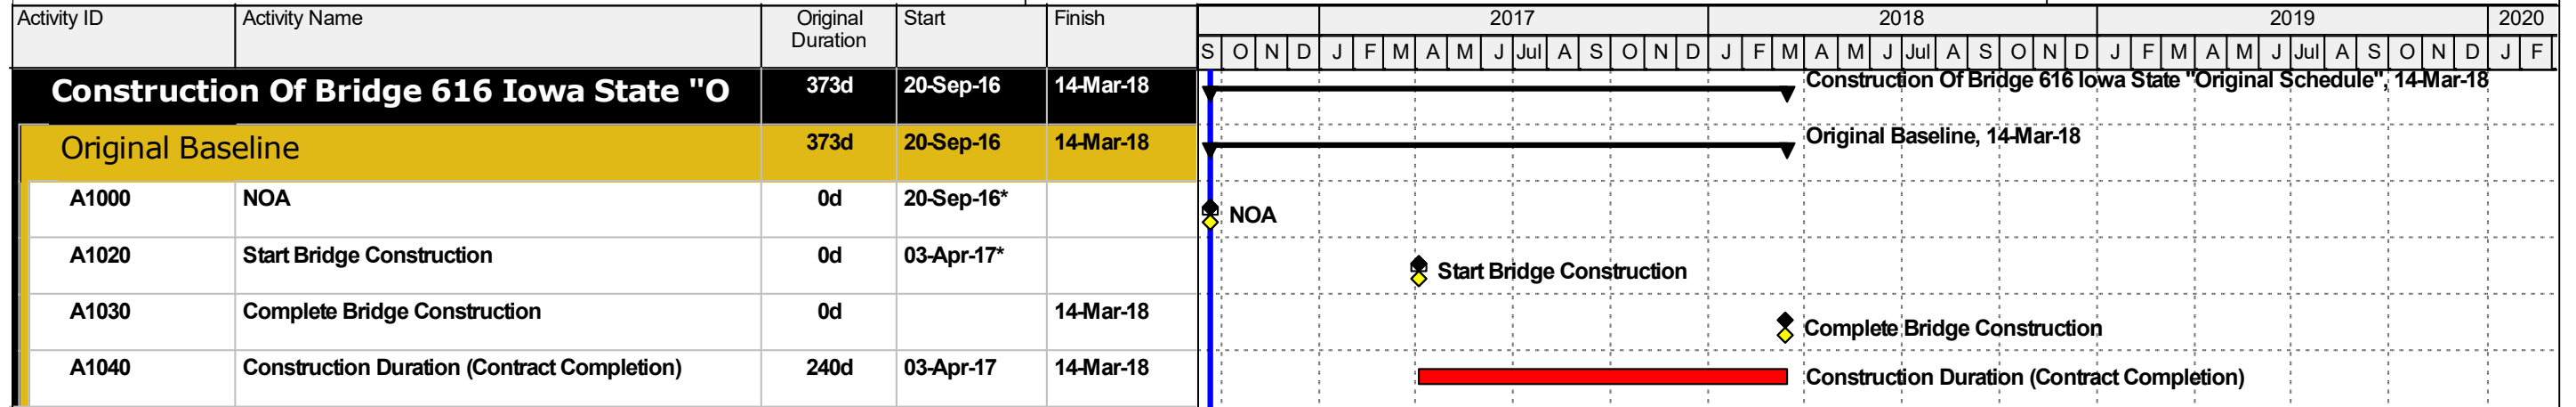 Activity ID Activity Name Original Duration Start Finish 2017 2018 2019 2020
S O N D J F M A M J Jul A S O N D J F M A M J Jul A S O N D J F M A M J Jul A S O N D J F
Construction Of Bridge 616 Iowa State "O 373d 20-Sep-16 14-Mar-18 Construction Of Bridge 616 Iowa State "Original Schedule", 14-Mar-18
Original Baseline 373d 20-Sep-16 14-Mar-18 Original Baseline, 14-Mar-18
A1000 NOA 0d 20-Sep-16* NOA
A1020 Start Bridge Construction 0d 03-Apr-17* Start Bridge Construction
A1030 Complete Bridge Construction 0d 14-Mar-18 Complete Bridge Construction
A1040 Construction Duration (Contract Completion) 240d 03-Apr-17 14-Mar-18 Construction Duration (Contract Completion)